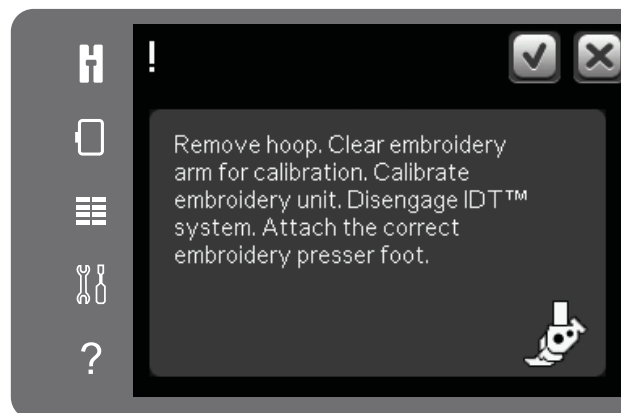 !
Remove hoop. Clear embroidery
arm for calibration. Calibrate
embroidery unit. Disengage IDT™
system. Attach the correct
embroidery presser foot.
?